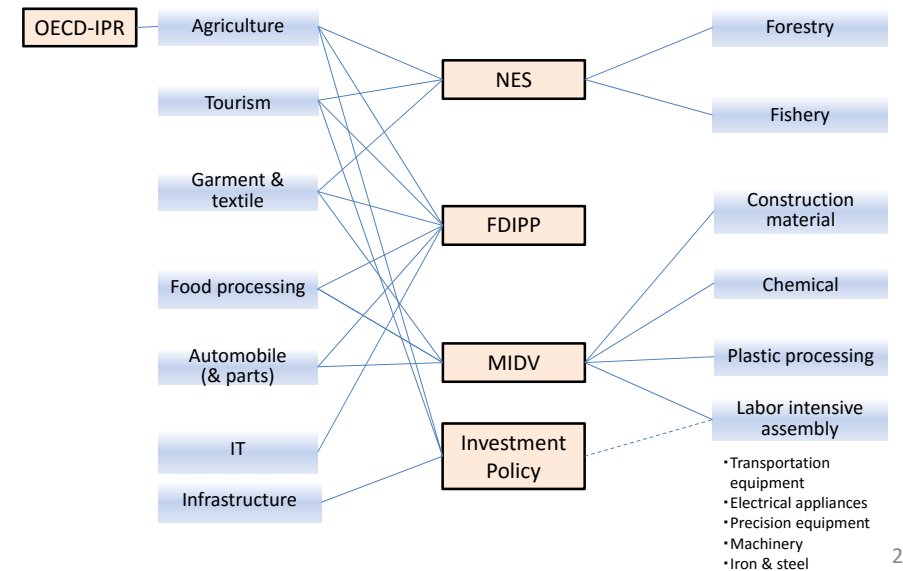 OECD-IPR
Agriculture
Tourism
Garment &
textile
Food processing
Automobile
(& parts)
IT
Infrastructure
NES
FDIPP
MIDV
Investment
Policy
Forestry
Fishery
Construction
material
Chemical
Plastic processing
Labor intensive
assembly
・Transportation
equipment
・Electrical appliances
・Precision equipment
・Machinery
・Iron & steel
2